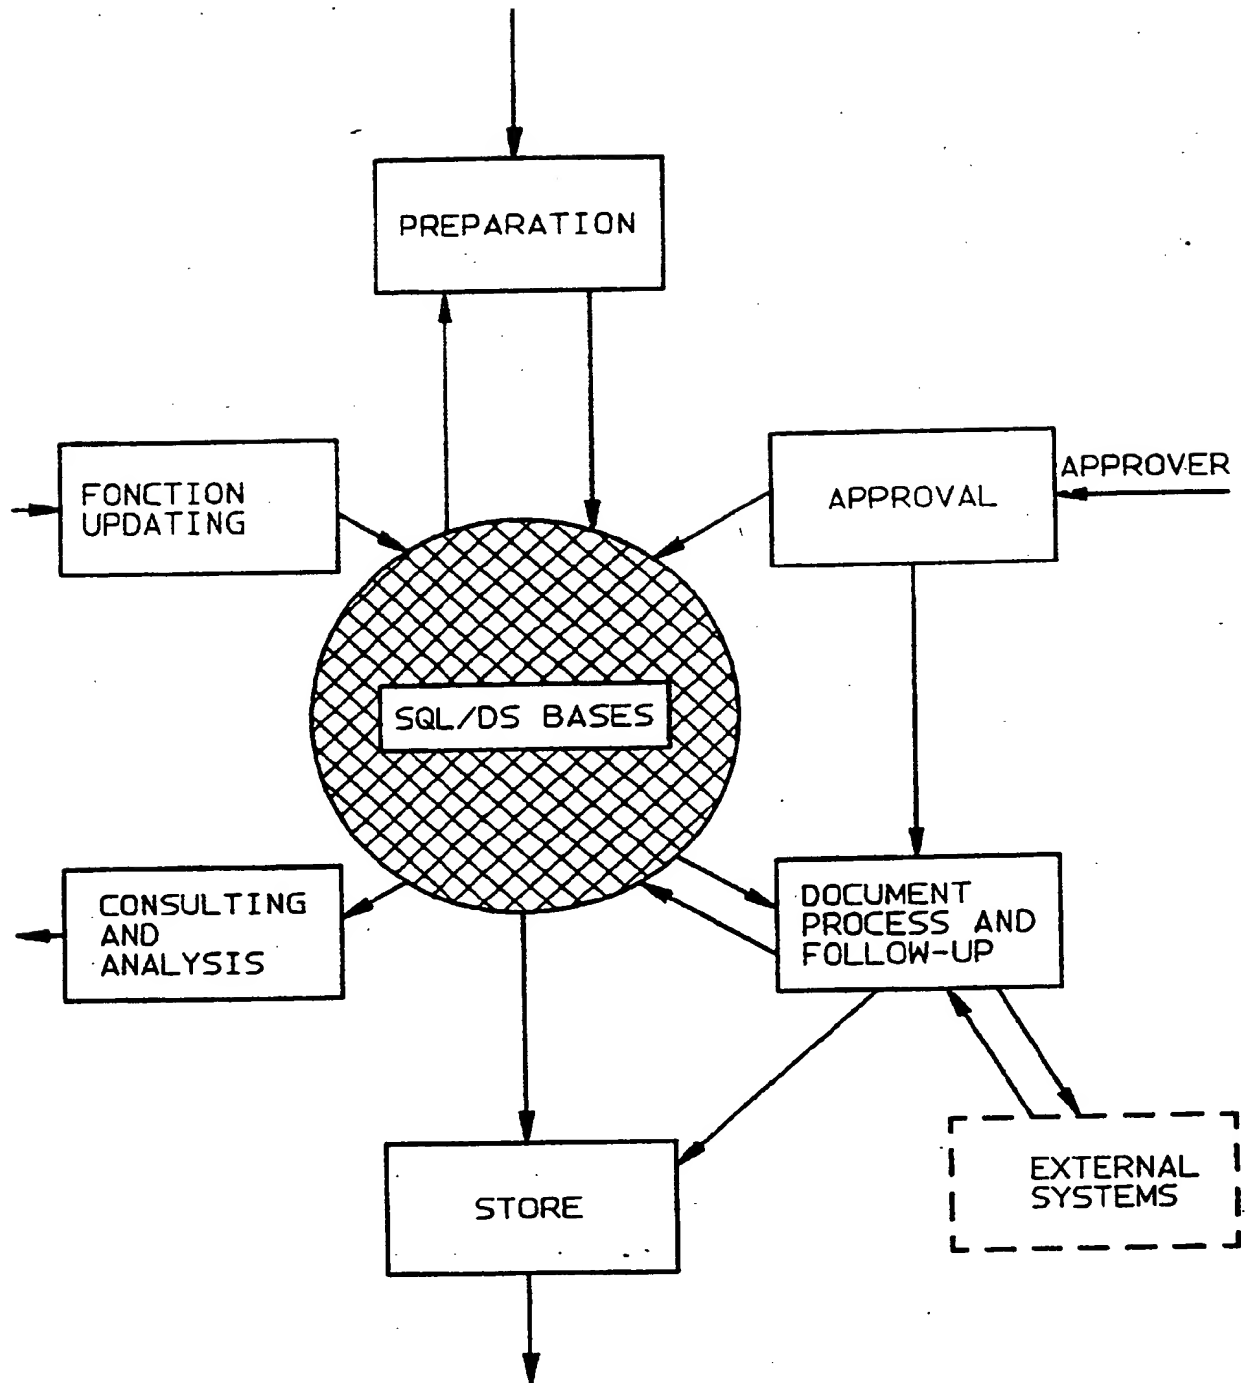 PREPARATION
FONCTION
UPDATING
APPROVAL
APPROVER
SQL/DS BASES
CONSULTING
AND
ANALYSIS
DOCUMENT
PROCESS AND
FOLLOW-UP
STORE
EXTERNAL
SYSTEMS